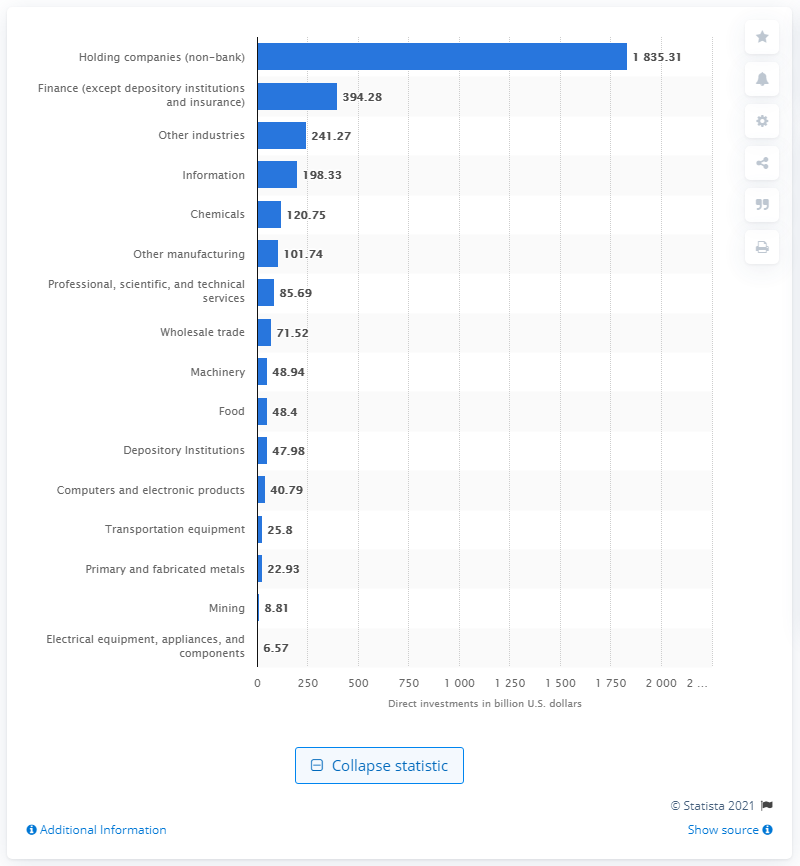 Holding companies (non-bank)
1 835.31
Finance (except depository institutions
and insurance)
394.28
Other industries
241.27
Information
198.33
Chemicals
120.75
Other manufacturing
101.74
Professional, scientific, and technical
services
85.69
Wholesale trade
71.52
Machinery
48.94
Food
48.4
Depository Institutions
47.98
Computers and electronic products
40.79
Transportation equipment
25.8
Primary and fabricated metals
22.93
Mining
8.81
Electrical equipment, appliances, and
components
6.57
0 250 500 750 1 000 1 250 1 500 1 750 2 000 2 ...
Direct investments in billion U.S. dollars
Collapse statistic
© Statista 2021
Additional Information
Show source